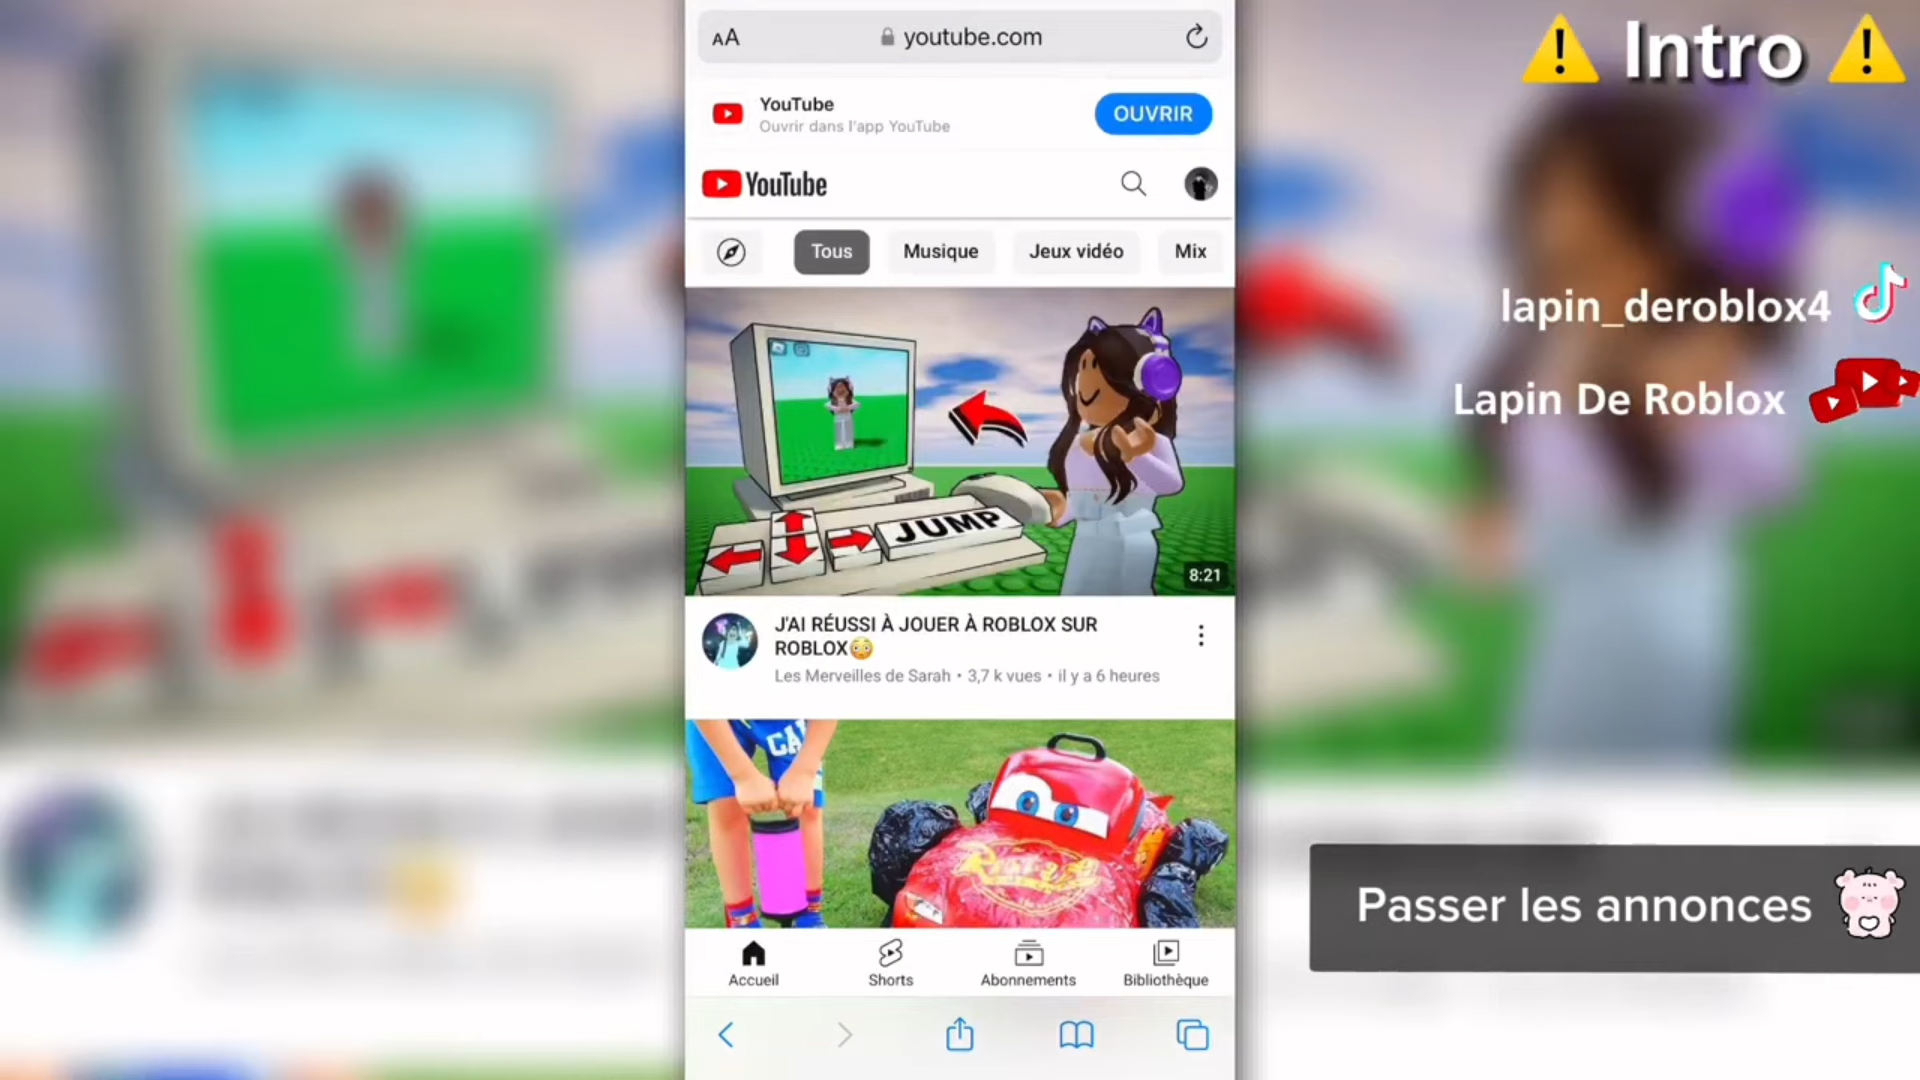 AA youtube.com
YouTube
Ouvrir dans l'app YouTube
OUVRIR
YouTube
Tous Musique Jeux vidéo Mix
JUMP
8:21
J'AI RÉUSSI À JOUER À ROBLOX SUR
ROBLOX😳
Les Merveilles de Sarah • 3,7 k vues • il y a 6 heures
CA
Accueil Shorts Abonnements Bibliothèque
⚠️ Intro ⚠️
lapin_deroblox4
Lapin De Roblox
Passer les annonces